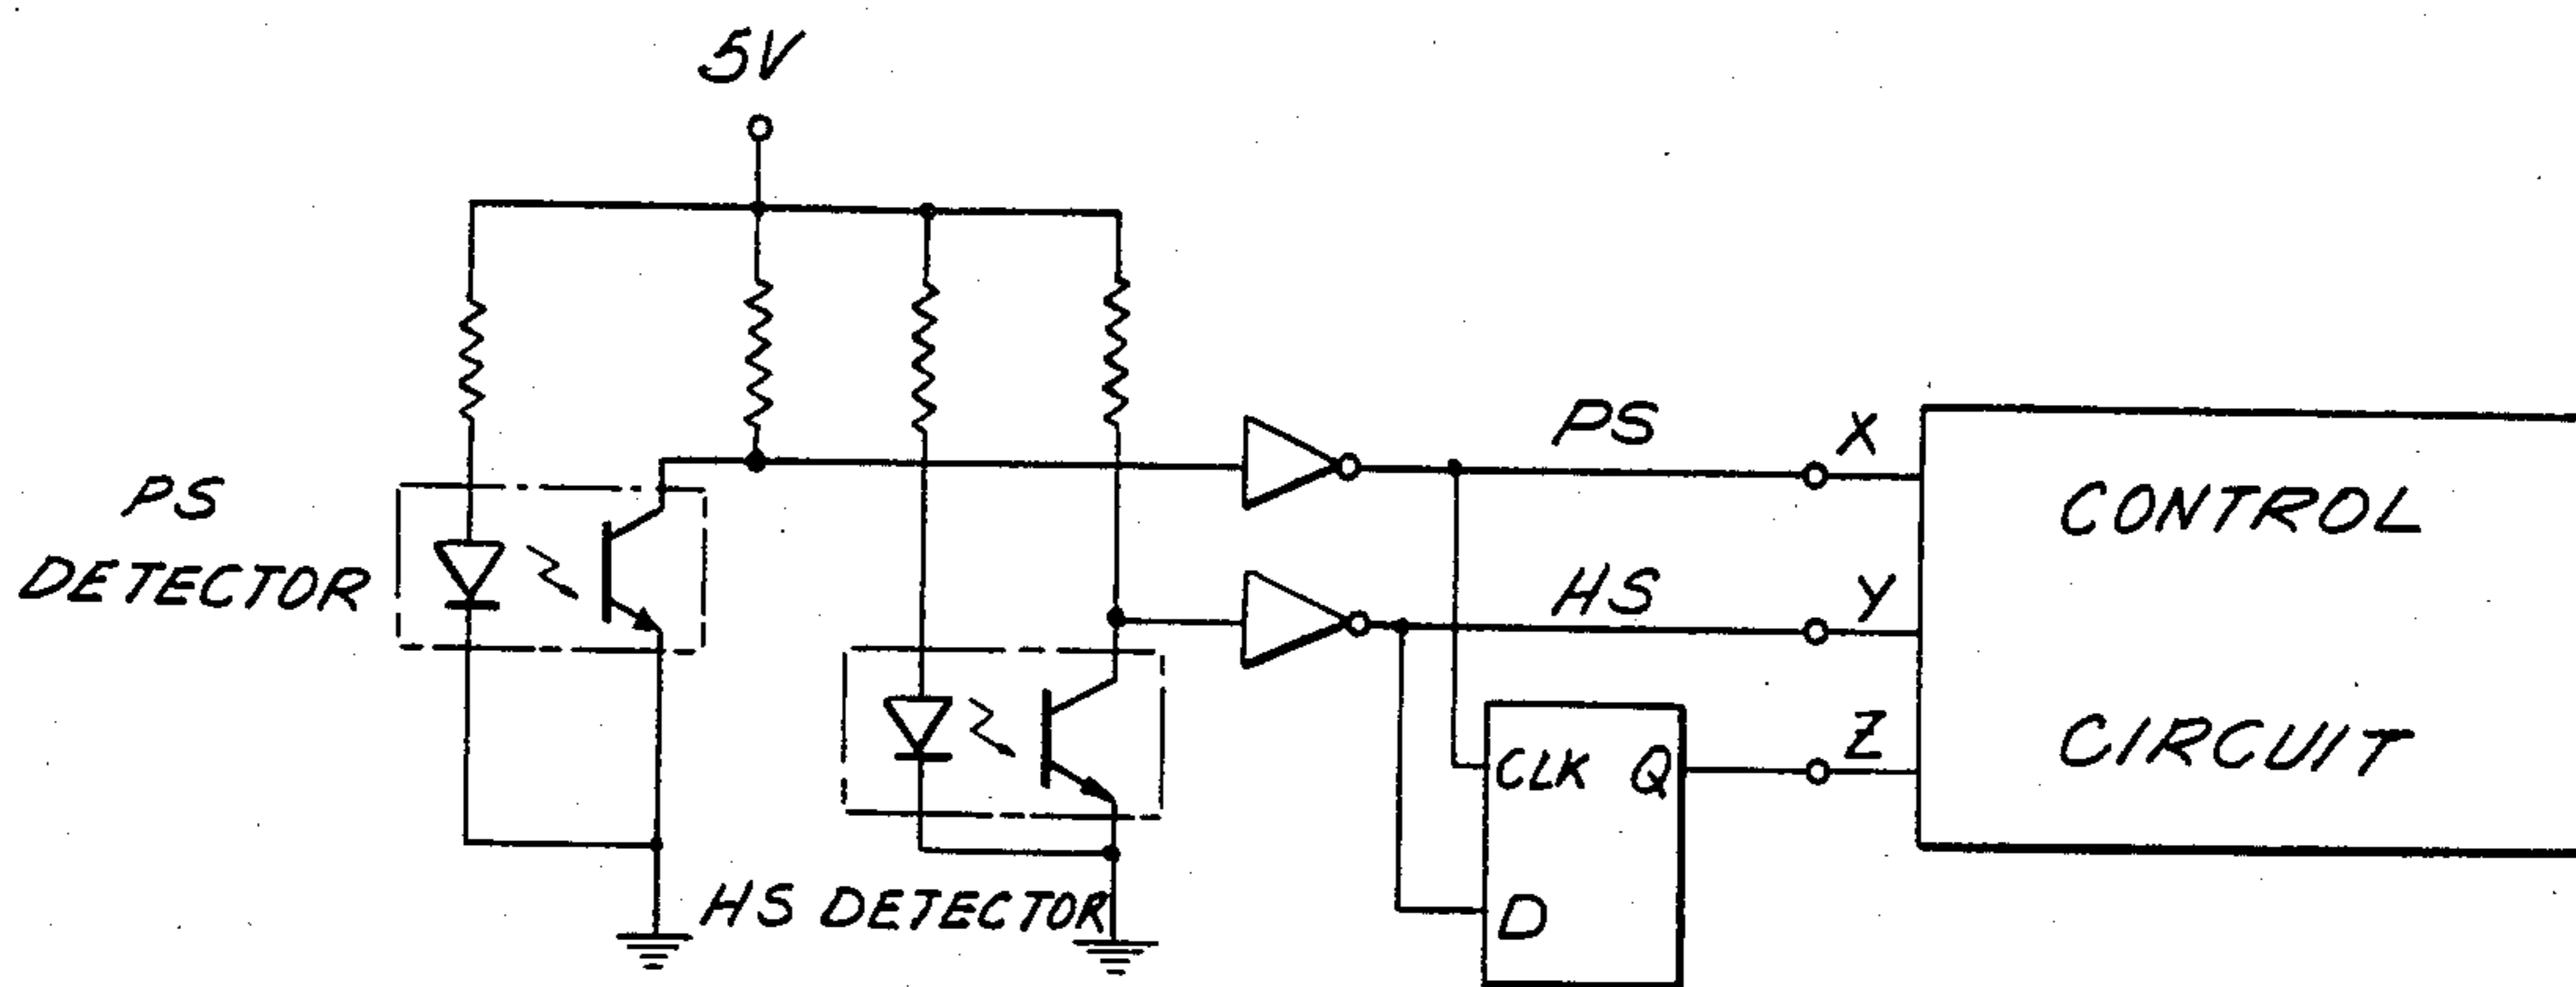 5V
PS
DETECTOR
HS DETECTOR
PS
X
HS
Y
CLK Q
Z
D
CONTROL
CIRCUIT